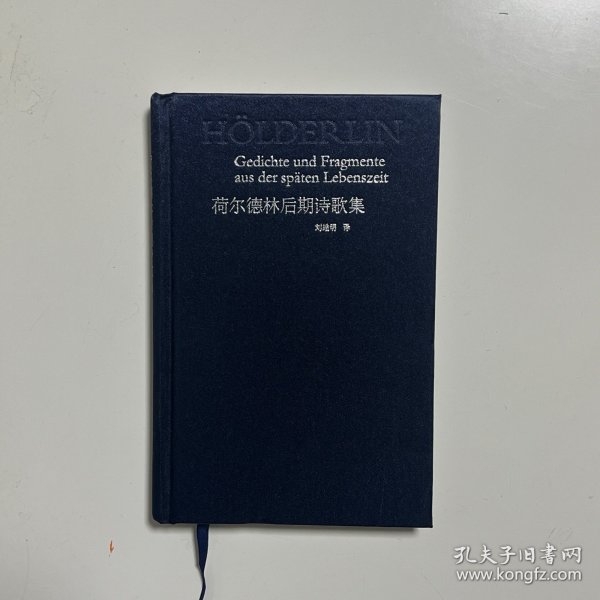 HÖLDERLIN
Gedichte und Fragmente
aus der späten Lebenszeit
荷尔德林后期诗歌集
刘皓明 译
孔夫子旧书网
www.kongfz.com